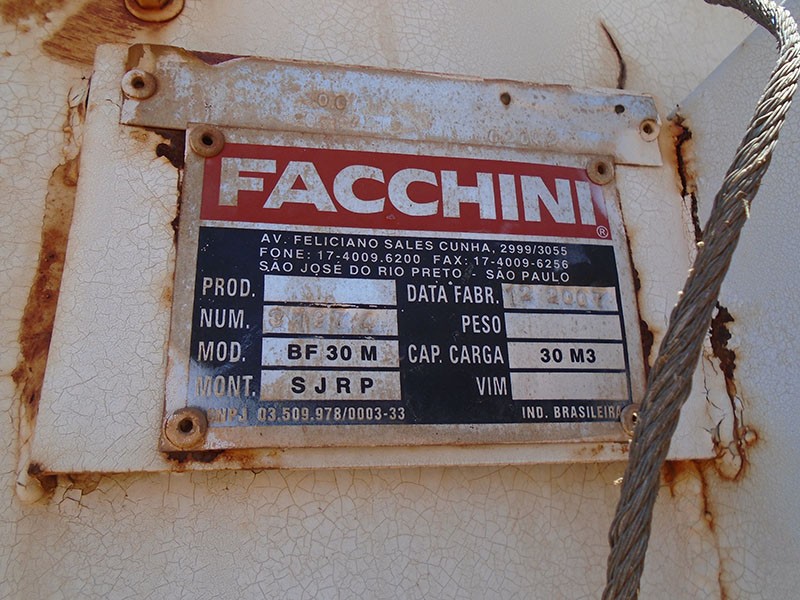 FACCHINI®
AV. FELICIANO SALES CUNHA, 2999/3055
FONE: 17-4009.6200 FAX: 17-4009-6256
SÃO JOSÉ DO RIO PRETO - SÃO PAULO
PROD. DATA FABR. 12 2007
NUM. PESO
MOD. BF 30 M CAP. CARGA 30 M3
MONT. SJRP VIM
CNPJ 03.509.978/0003-33 IND. BRASILEIRA